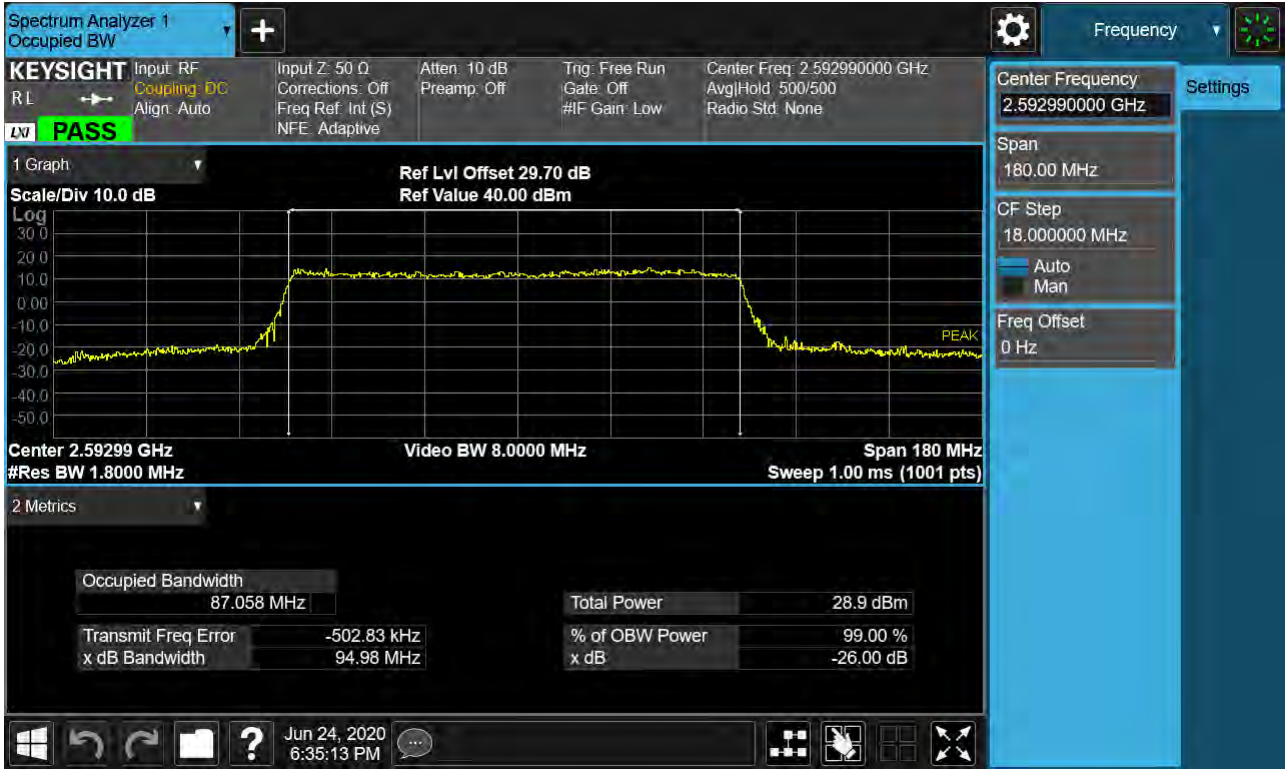 Spectrum Analyzer 1
Occupied BW
Frequency
KEYSIGHT
R L
LXI
PASS
Input: RF
Coupling: DC
Align: Auto
Input Z: 50 Ω
Corrections: Off
Freq Ref: Int (S)
NFE: Adaptive
Atten: 10 dB
Preamp: Off
Trig: Free Run
Gate: Off
#IF Gain: Low
Center Freq: 2.592990000 GHz
Avg|Hold: 500/500
Radio Std: None
Center Frequency
2.592990000 GHz
Settings
Span
180.00 MHz
CF Step
18.000000 MHz
Auto
Man
Freq Offset
0 Hz
1 Graph
Scale/Div 10.0 dB
Ref Lvl Offset 29.70 dB
Ref Value 40.00 dBm
Log
30.0
20.0
10.0
0.00
-10.0
-20.0
-30.0
-40.0
-50.0
PEAK
Center 2.59299 GHz
#Res BW 1.8000 MHz
Video BW 8.0000 MHz
Span 180 MHz
Sweep 1.00 ms (1001 pts)
2 Metrics
Occupied Bandwidth
87.058 MHz
Total Power 28.9 dBm
Transmit Freq Error -502.83 kHz
% of OBW Power 99.00 %
x dB Bandwidth 94.98 MHz
x dB -26.00 dB
?
Jun 24, 2020
6:35:13 PM